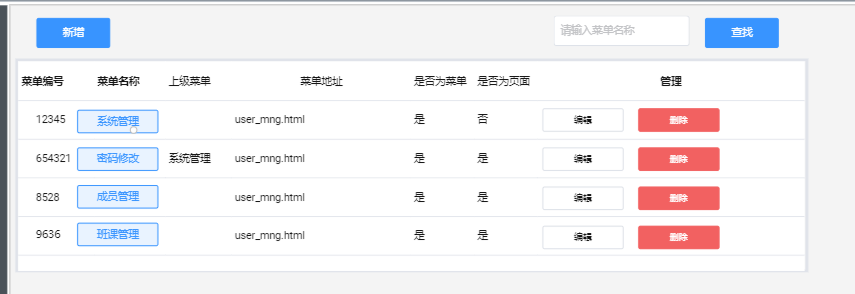 新增 请输入菜单名称 查找
菜单编号 菜单名称 上级菜单 菜单地址 是否为菜单 是否为页面 管理
12345 系统管理 user_mng.html 是 否 编辑 删除
654321 密码修改 系统管理 user_mng.html 是 是 编辑 删除
8528 成员管理 user_mng.html 是 是 编辑 删除
9636 班课管理 user_mng.html 是 是 编辑 删除